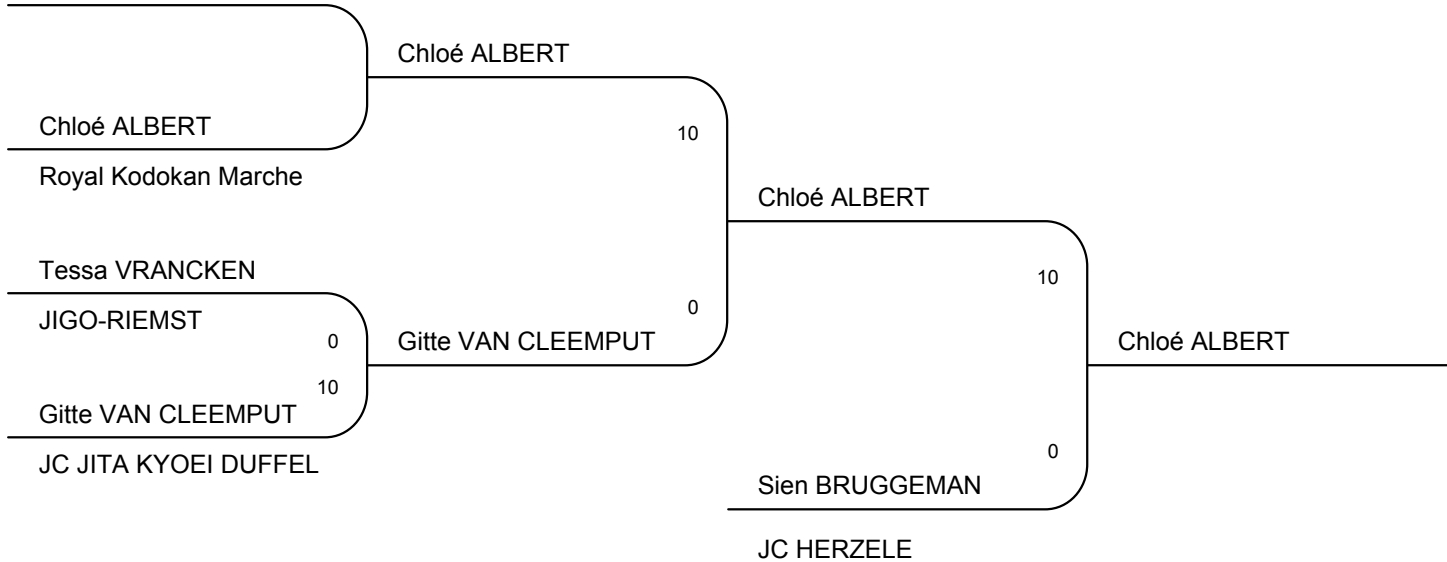 Chloé ALBERT
Chloé ALBERT
10
Royal Kodokan Marche
Chloé ALBERT
Tessa VRANCKEN
10
JIGO-RIEMST
0
0
Gitte VAN CLEEMPUT
Chloé ALBERT
10
Gitte VAN CLEEMPUT
0
JC JITA KYOEI DUFFEL
Sien BRUGGEMAN
JC HERZELE